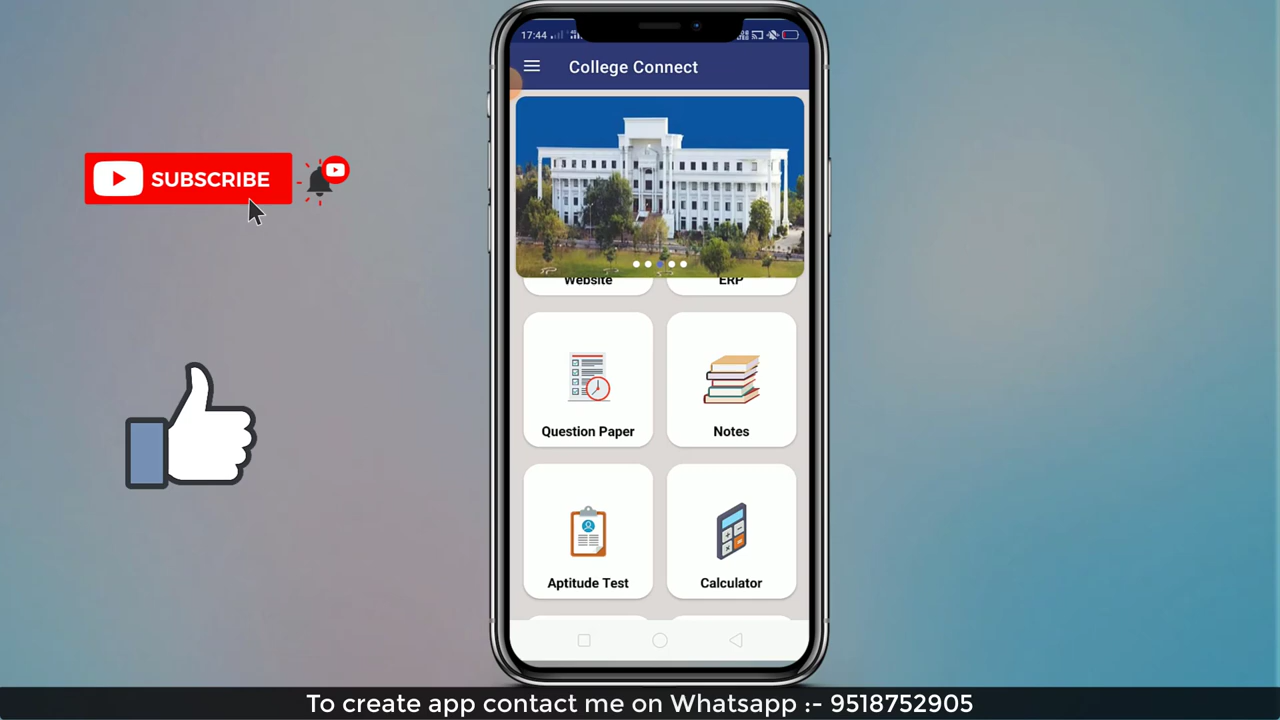 17:44
College Connect
SUBSCRIBE
Website ERP
Question Paper Notes
Aptitude Test Calculator
To create app contact me on Whatsapp :- 9518752905